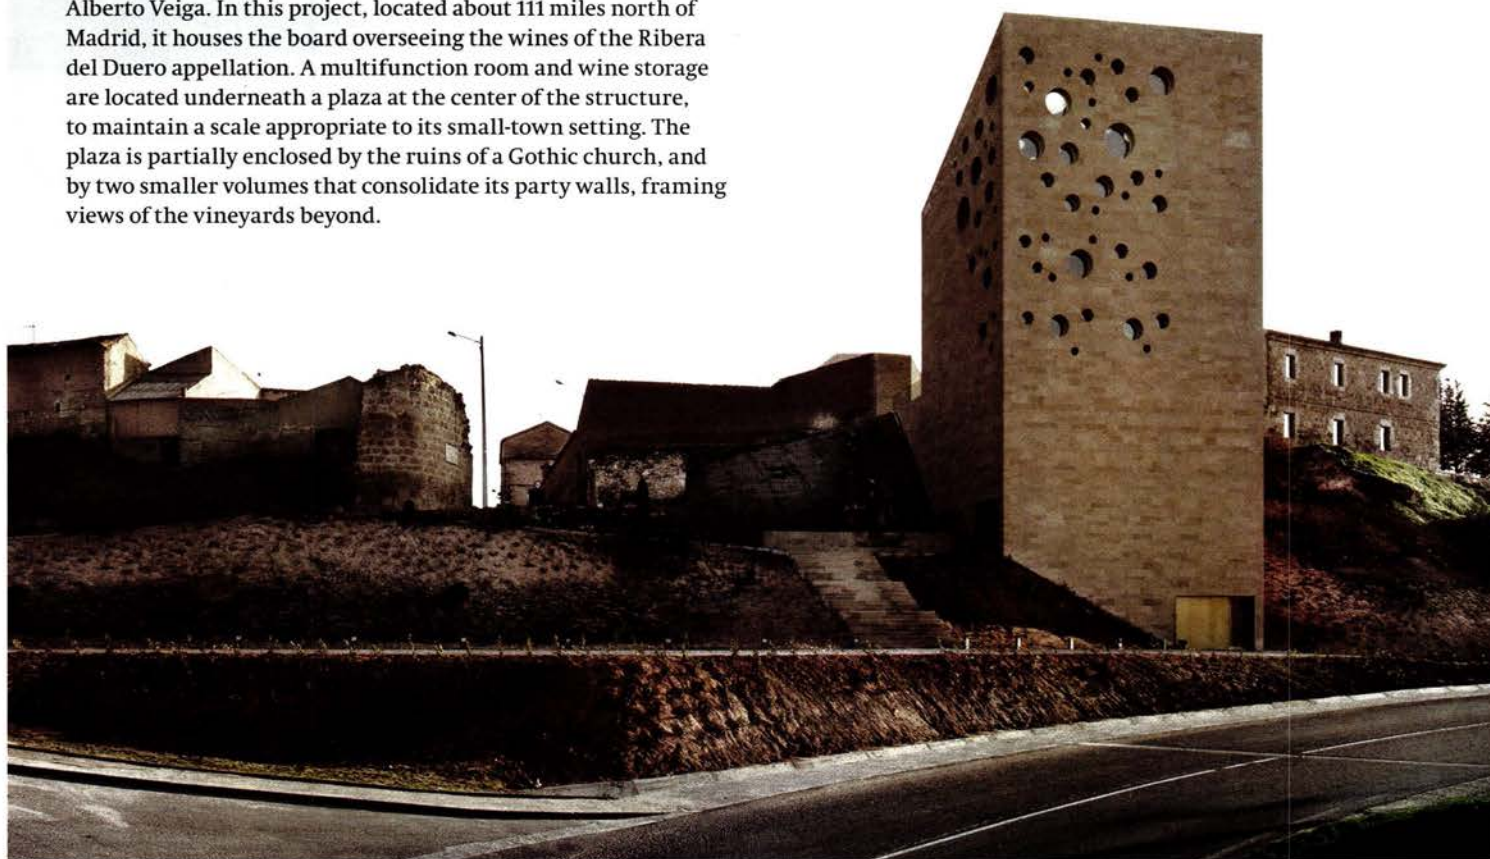 Alberto Veiga. In this project, located about 111 miles north of
Madrid, it houses the board overseeing the wines of the Ribera
del Duero appellation. A multifunction room and wine storage
are located underneath a plaza at the center of the structure,
to maintain a scale appropriate to its small-town setting. The
plaza is partially enclosed by the ruins of a Gothic church, and
by two smaller volumes that consolidate its party walls, framing
views of the vineyards beyond.